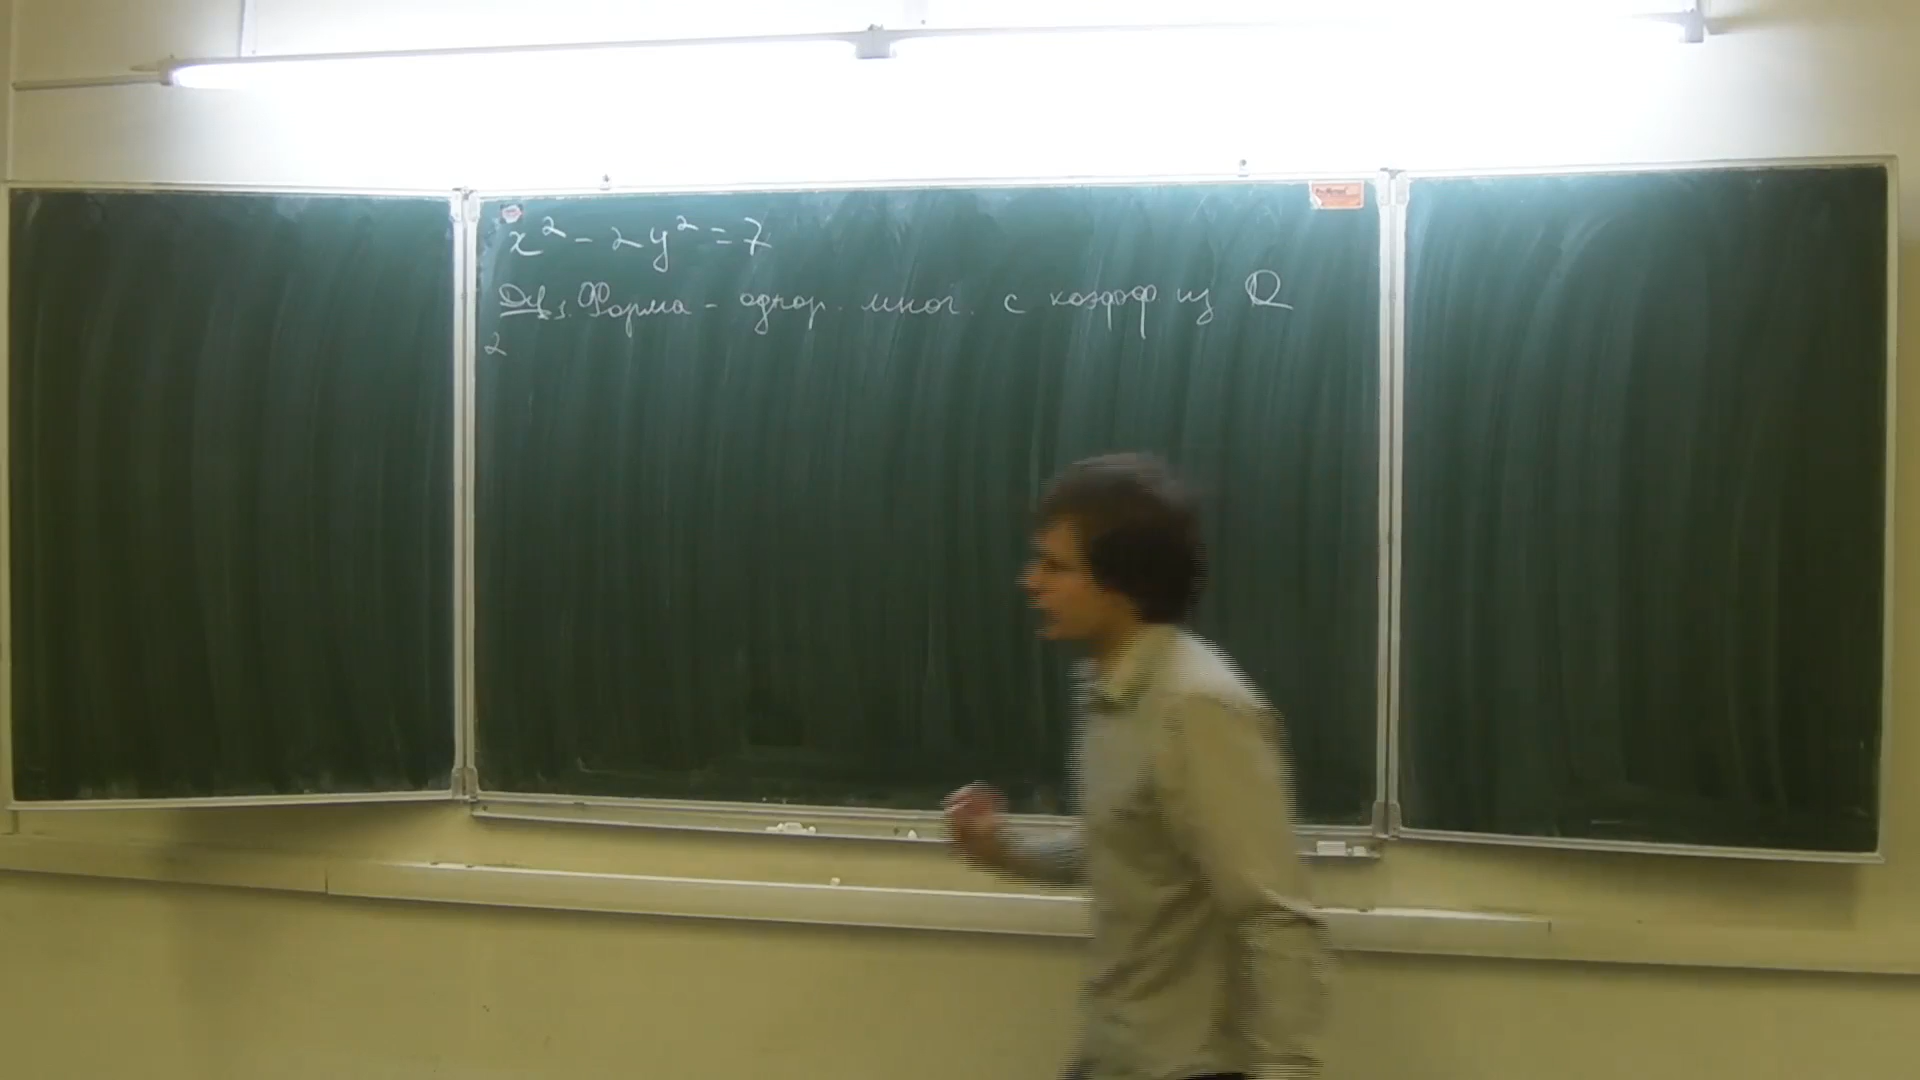 x² - 2y² = 7
Def 1. Форма - однор. мног. с коэфф. из ℚ
2